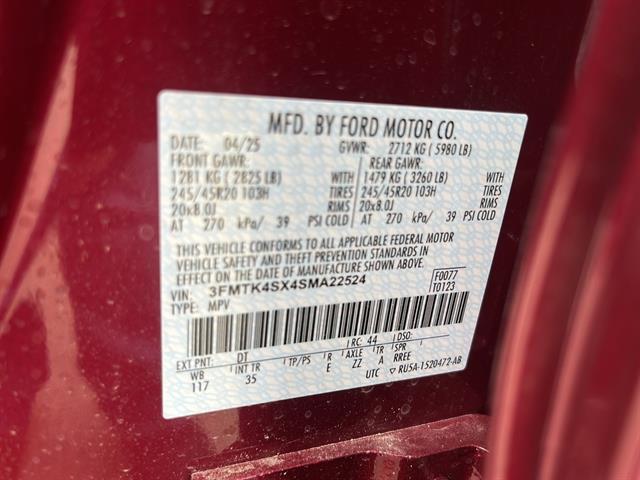 MFD. BY FORD MOTOR CO.
DATE: 04/25 GVWR: 2712 KG ( 5980 LB)
FRONT GAWR: REAR GAWR:
1281 KG ( 2825 LB) WITH 1479 KG ( 3260 LB) WITH
245/45R20 103H TIRES 245/45R20 103H TIRES
20x8.0J RIMS 20x8.0J RIMS
AT 270 kPa/ 39 PSI COLD AT 270 kPa/ 39 PSI COLD
THIS VEHICLE CONFORMS TO ALL APPLICABLE FEDERAL MOTOR
VEHICLE SAFETY AND THEFT PREVENTION STANDARDS IN EFFECT
ON THE DATE OF MANUFACTURE SHOWN ABOVE.
VIN: 3FMTK4SX4SMA22524 F0077
TYPE: MPV T0123
EXT PNT: DT RC: 44 DSO:
WB INT TR TP/PS R AXLE TR SPR
117 35 E ZZ A RREE
UTC ▽ RU5A-1520472-AB